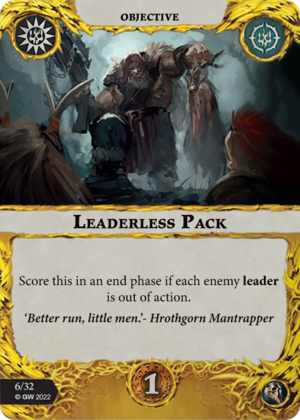 OBJECTIVE
LEADERLESS PACK
Score this in an end phase if each enemy leader
is out of action.
‘Better run, little men.’- Hrothgorn Mantrapper
6/32
© GW 2022
1